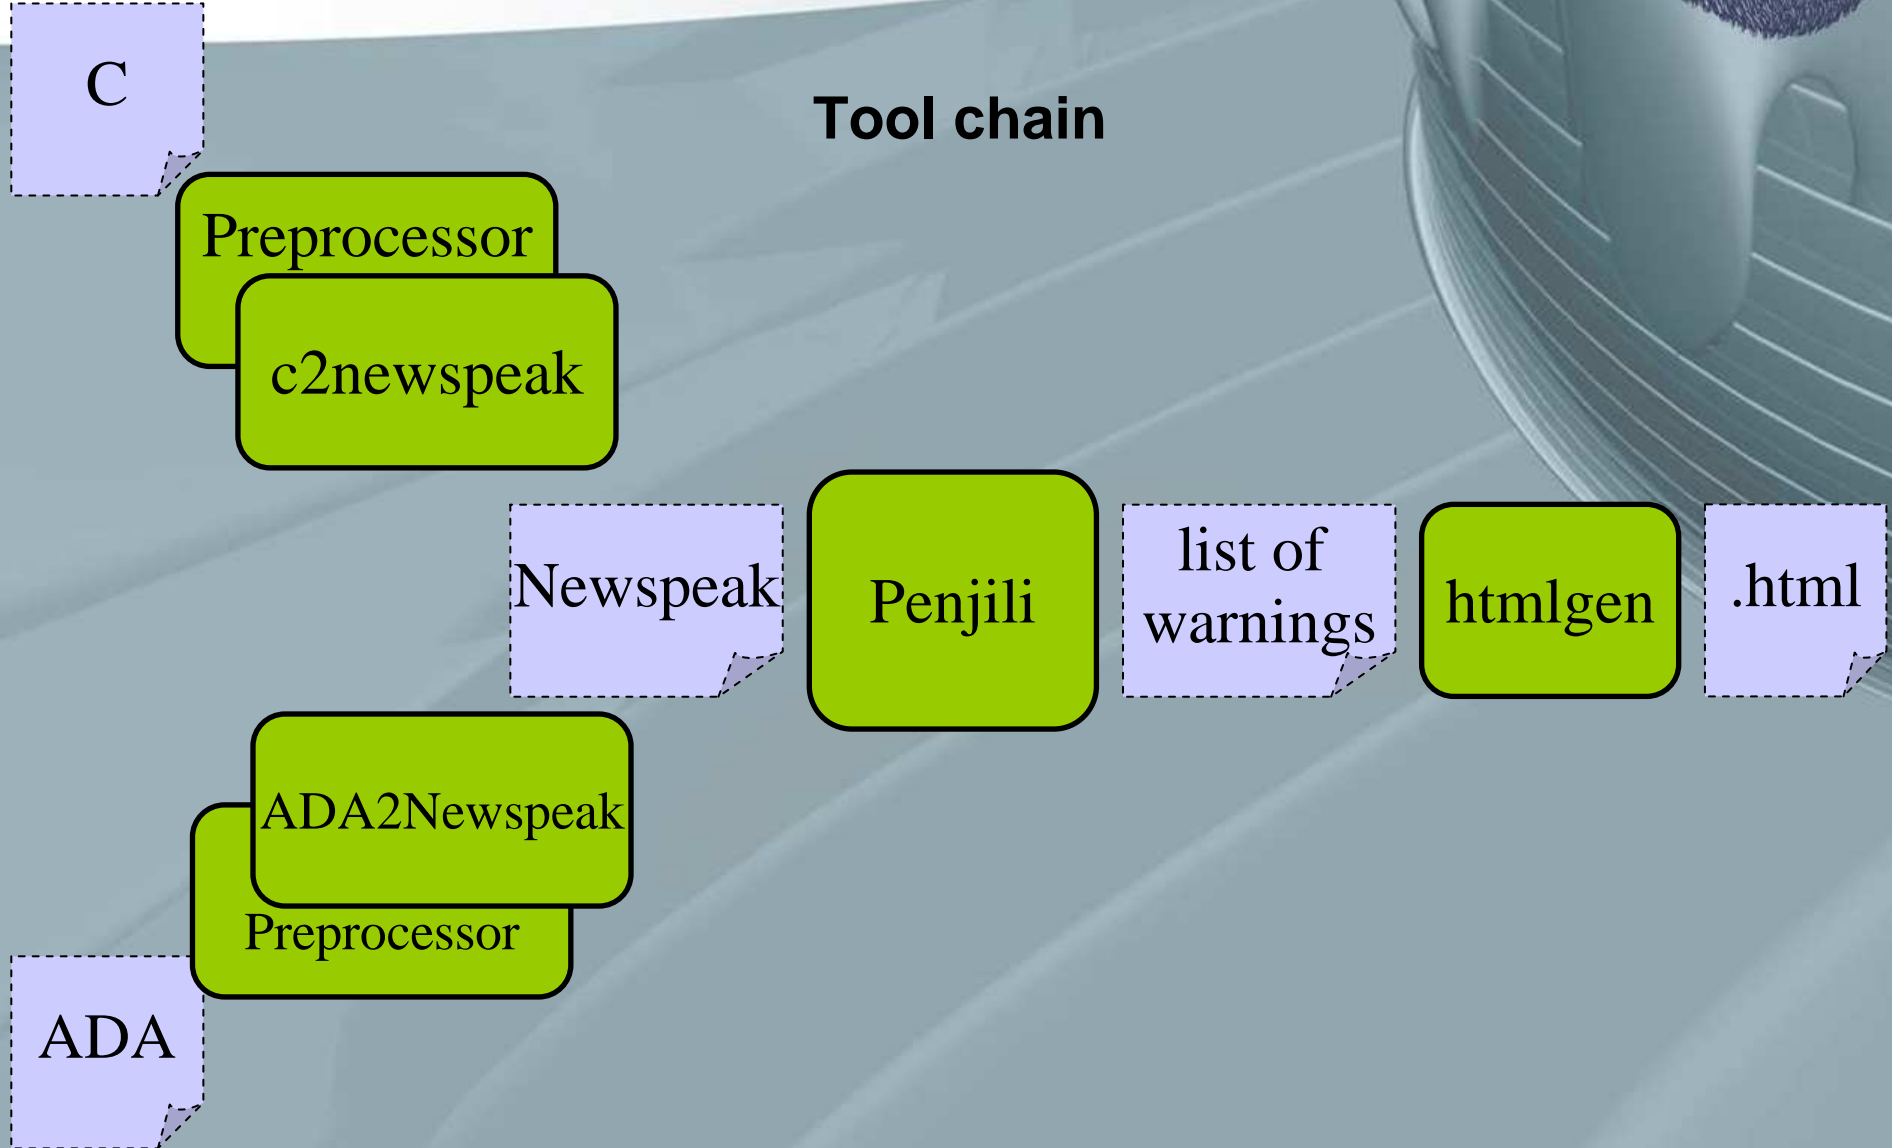 C
Tool chain
Preprocessor
c2newspeak
Newspeak
Penjili
list of
warnings
htmlgen
.html
ADA2Newspeak
Preprocessor
ADA